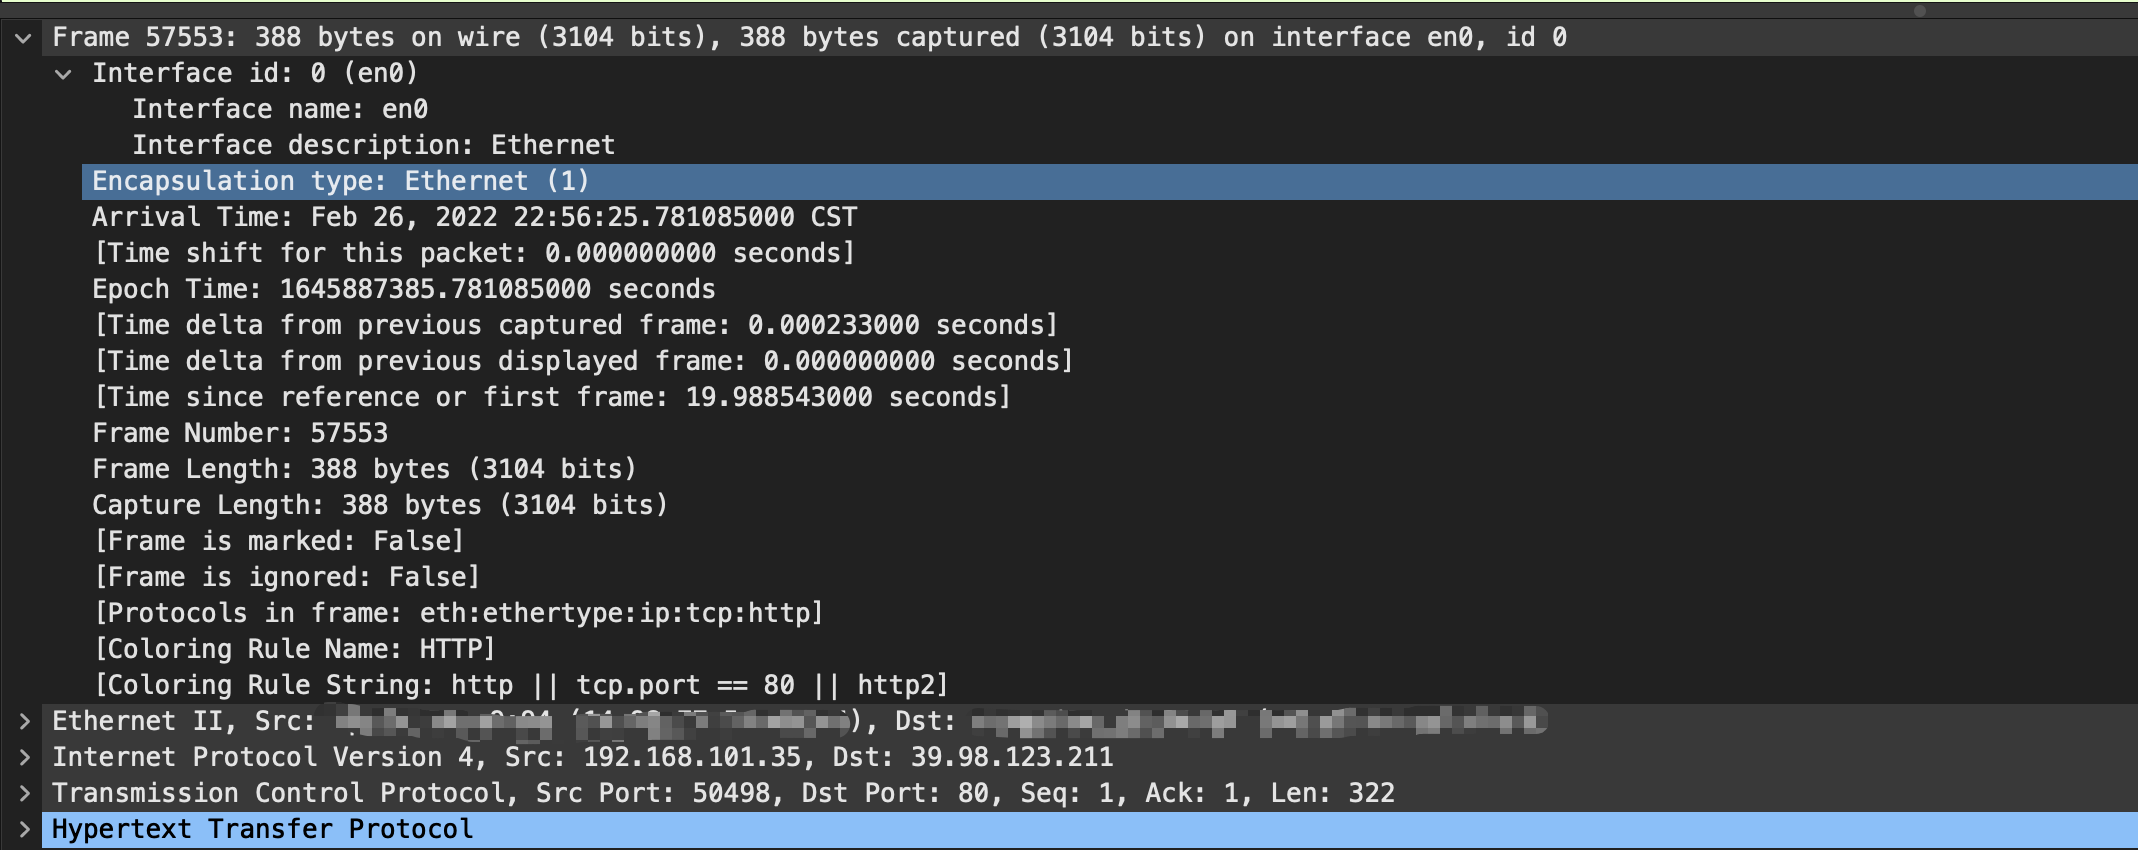 Frame 57553: 388 bytes on wire (3104 bits), 388 bytes captured (3104 bits) on interface en0, id 0
Interface id: 0 (en0)
Interface name: en0
Interface description: Ethernet
Encapsulation type: Ethernet (1)
Arrival Time: Feb 26, 2022 22:56:25.781085000 CST
[Time shift for this packet: 0.000000000 seconds]
Epoch Time: 1645887385.781085000 seconds
[Time delta from previous captured frame: 0.000233000 seconds]
[Time delta from previous displayed frame: 0.000000000 seconds]
[Time since reference or first frame: 19.988543000 seconds]
Frame Number: 57553
Frame Length: 388 bytes (3104 bits)
Capture Length: 388 bytes (3104 bits)
[Frame is marked: False]
[Frame is ignored: False]
[Protocols in frame: eth:ethertype:ip:tcp:http]
[Coloring Rule Name: HTTP]
[Coloring Rule String: http || tcp.port == 80 || http2]
Ethernet II, Src: ), Dst:
Internet Protocol Version 4, Src: 192.168.101.35, Dst: 39.98.123.211
Transmission Control Protocol, Src Port: 50498, Dst Port: 80, Seq: 1, Ack: 1, Len: 322
Hypertext Transfer Protocol